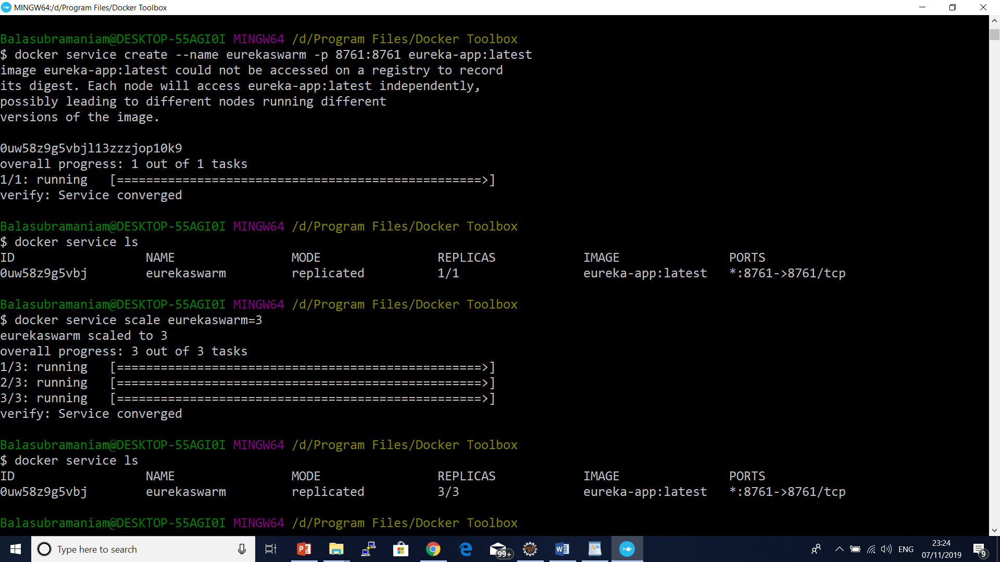 MINGW64:/d/Program Files/Docker Toolbox
Balasubramaniam@DESKTOP-55AGI0I MINGW64 /d/Program Files/Docker Toolbox
$ docker service create --name eurekaswarm -p 8761:8761 eureka-app:latest
image eureka-app:latest could not be accessed on a registry to record
its digest. Each node will access eureka-app:latest independently,
possibly leading to different nodes running different
versions of the image.
0uw58z9g5vbjl13zzzjop10k9
overall progress: 1 out of 1 tasks
1/1: running   [==================================================>]
verify: Service converged
Balasubramaniam@DESKTOP-55AGI0I MINGW64 /d/Program Files/Docker Toolbox
$ docker service ls
ID                  NAME                MODE                REPLICAS            IMAGE               PORTS
0uw58z9g5vbj        eurekaswarm         replicated          1/1                 eureka-app:latest   *:8761->8761/tcp
Balasubramaniam@DESKTOP-55AGI0I MINGW64 /d/Program Files/Docker Toolbox
$ docker service scale eurekaswarm=3
eurekaswarm scaled to 3
overall progress: 3 out of 3 tasks
1/3: running   [==================================================>]
2/3: running   [==================================================>]
3/3: running   [==================================================>]
verify: Service converged
Balasubramaniam@DESKTOP-55AGI0I MINGW64 /d/Program Files/Docker Toolbox
$ docker service ls
ID                  NAME                MODE                REPLICAS            IMAGE               PORTS
0uw58z9g5vbj        eurekaswarm         replicated          3/3                 eureka-app:latest   *:8761->8761/tcp
Balasubramaniam@DESKTOP-55AGI0I MINGW64 /d/Program Files/Docker Toolbox
Type here to search
99+
ENG
23:24
07/11/2019
9